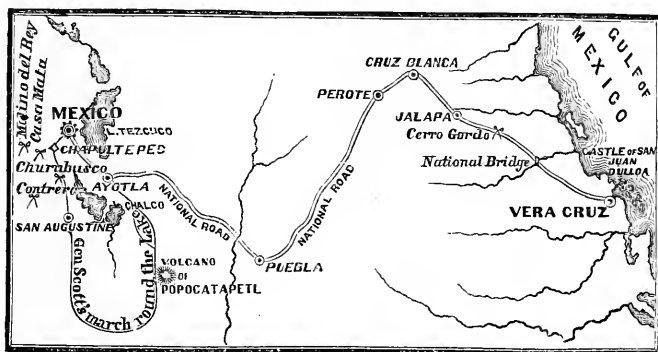 Molino del Rey
Casa Mata
MEXICO
L. TEZCUCO
CHAPULTEPEC
Churubusco
Contrera
AYOTLA
CHALCO
SAN AUGUSTINE
Gen Scott's march round the Lake
VOLCANO
OF
POPOCATAPETL
NATIONAL ROAD
PUEBLA
NATIONAL ROAD
PEROTE
CRUZ BLANCA
JALAPA
Cerro Gordo
National Bridge
GULF OF
MEXICO
CASTLE OF SAN
JUAN
DULLOA
VERA CRUZ